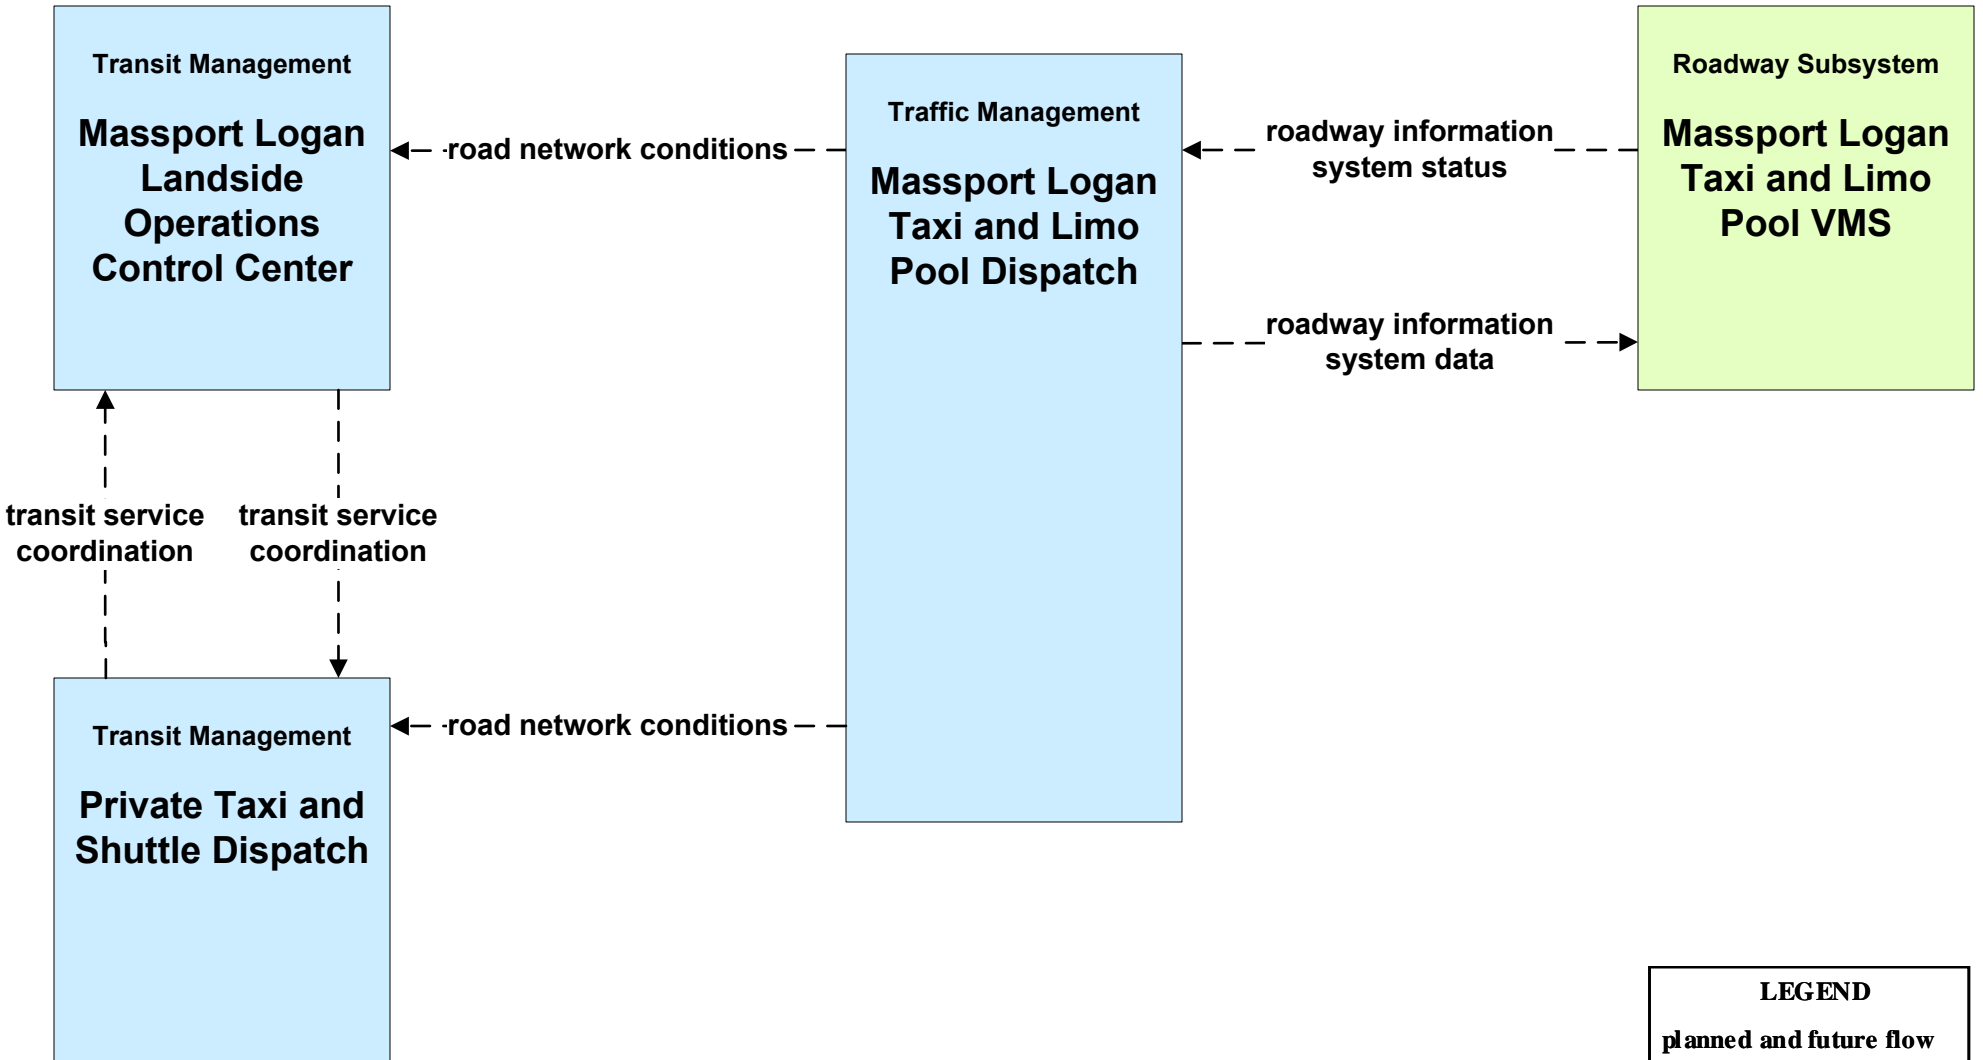 Transit Management
Massport Logan
Landside
Operations
Control Center
road network conditions
Traffic Management
Massport Logan
Taxi and Limo
Pool Dispatch
roadway information
system status
Roadway Subsystem
Massport Logan
Taxi and Limo
Pool VMS
roadway information
system data
transit service
coordination
transit service
coordination
Transit Management
Private Taxi and
Shuttle Dispatch
road network conditions
LEGEND
planned and future flow